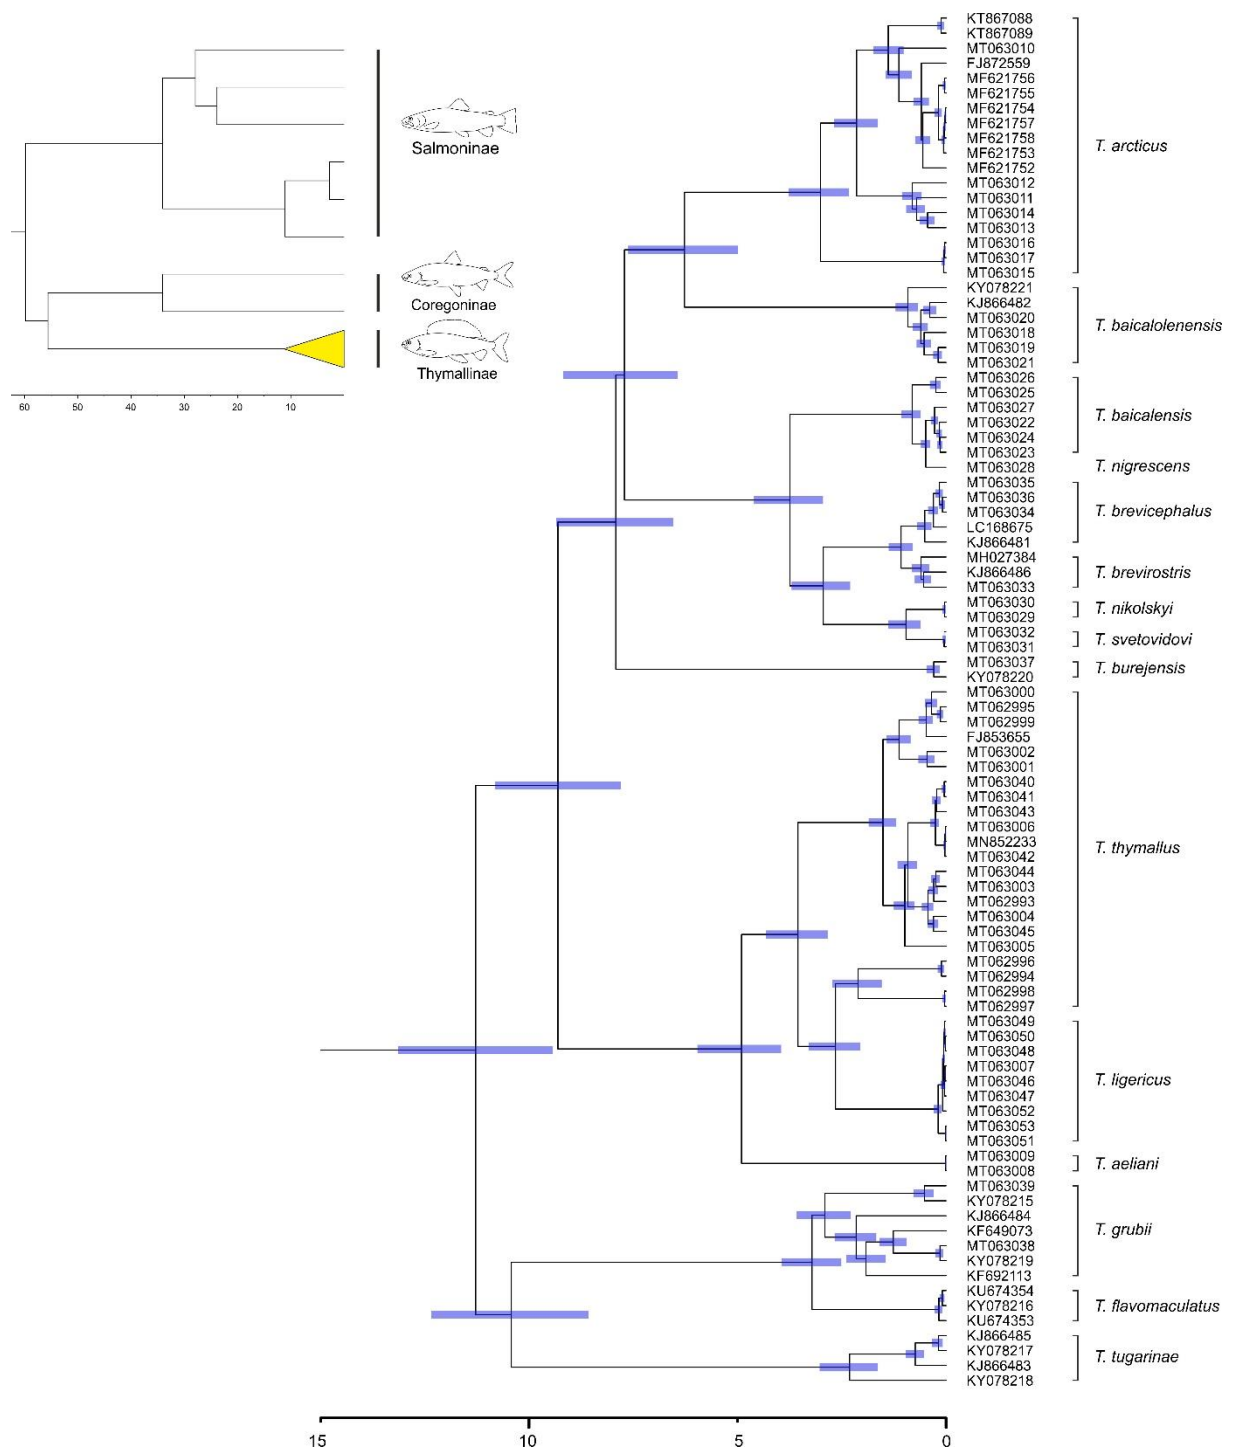 Salmoninae
Coregoninae
Thymallinae
60 50 40 30 20 10
KT867088
KT867089
MT063010
FJ872559
MF621756
MF621755
MF621754
MF621757
MF621758
MF621753
MF621752
MT063012
MT063011
MT063014
MT063013
MT063016
MT063017
MT063015
T. arcticus
KY078221
KJ866482
MT063020
MT063018
MT063019
MT063021
T. baicalolenensis
MT063026
MT063025
MT063027
MT063022
MT063024
MT063023
T. baicalensis
MT063028
T. nigrescens
MT063035
MT063036
MT063034
LC168675
KJ866481
T. brevicephalus
MH027384
KJ866486
MT063033
T. brevirostris
MT063030
MT063029
T. nikolskyi
MT063032
MT063031
T. svetovidovi
MT063037
KY078220
T. burejensis
MT063000
MT062995
MT062999
FJ853655
MT063002
MT063001
MT063040
MT063041
MT063043
MT063006
MN852233
MT063042
MT063044
MT063003
MT062993
MT063004
MT063045
MT063005
MT062996
MT062994
MT062998
MT062997
T. thymallus
MT063049
MT063050
MT063048
MT063007
MT063046
MT063047
MT063052
MT063053
MT063051
T. ligericus
MT063009
MT063008
T. aeliani
MT063039
KY078215
KJ866484
KF649073
MT063038
KY078219
KF692113
T. grubii
KU674354
KY078216
KU674353
T. flavomaculatus
KJ866485
KY078217
KJ866483
KY078218
T. tugarinae
15 10 5 0